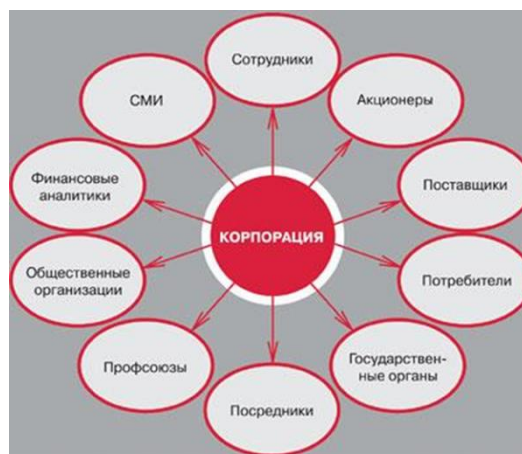 Сотрудники
СМИ
Акционеры
Финансовые
аналитики
Поставщики
КОРПОРАЦИЯ
Общественные
организации
Потребители
Профсоюзы
Государствен-
ные органы
Посредники